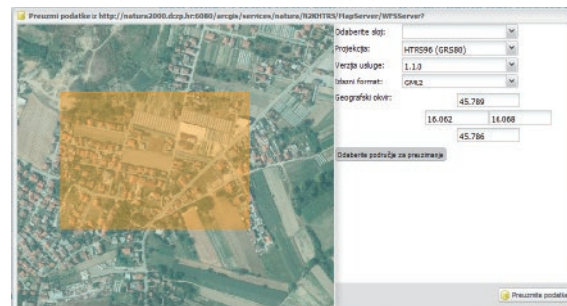 Preuzmi podatke iz http://natura2000.dzzp.hr:6080/arcgis/services/natura/N2KHTRS/MapServer/WFSServer?
Odaberite sloj:
Projekcija: HTRS96 (GRS80)
Verzija usluge: 1.1.0
Izlazni format: GML2
Geografski okvir: 45.789
16.062 16.068
45.786
Odaberite područje za preuzimanje
Preuzmite podatke